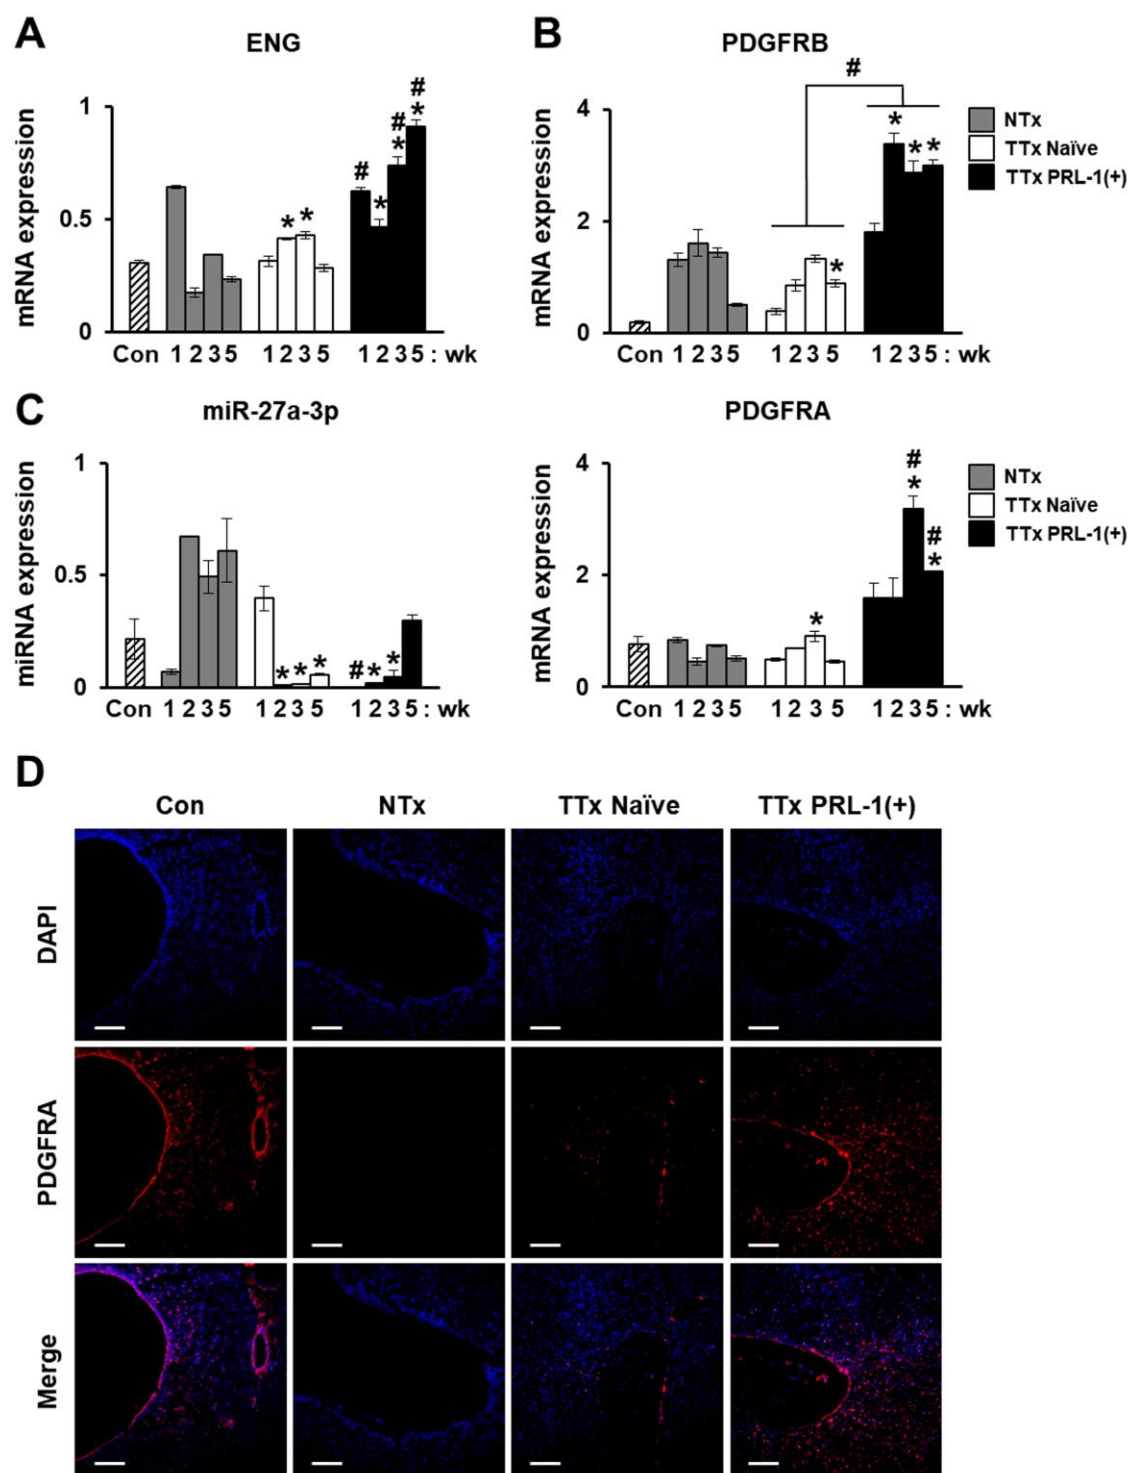 A
ENG
mRNA expression
1
0.5
0
* * # * # * # *
Con 1 2 3 5 1 2 3 5 1 2 3 5 : wk
B
PDGFRB
#
mRNA expression
4
2
0
* * * *
Con 1 2 3 5 1 2 3 5 1 2 3 5 : wk
NTx
TTx Naïve
TTx PRL-1(+)
C
miR-27a-3p
miRNA expression
1
0.5
0
* * * # * *
Con 1 2 3 5 1 2 3 5 1 2 3 5 : wk
PDGFRA
mRNA expression
4
2
0
* # * # *
Con 1 2 3 5 1 2 3 5 1 2 3 5 : wk
NTx
TTx Naïve
TTx PRL-1(+)
D
Con NTx TTx Naïve TTx PRL-1(+)
DAPI
PDGFRA
Merge